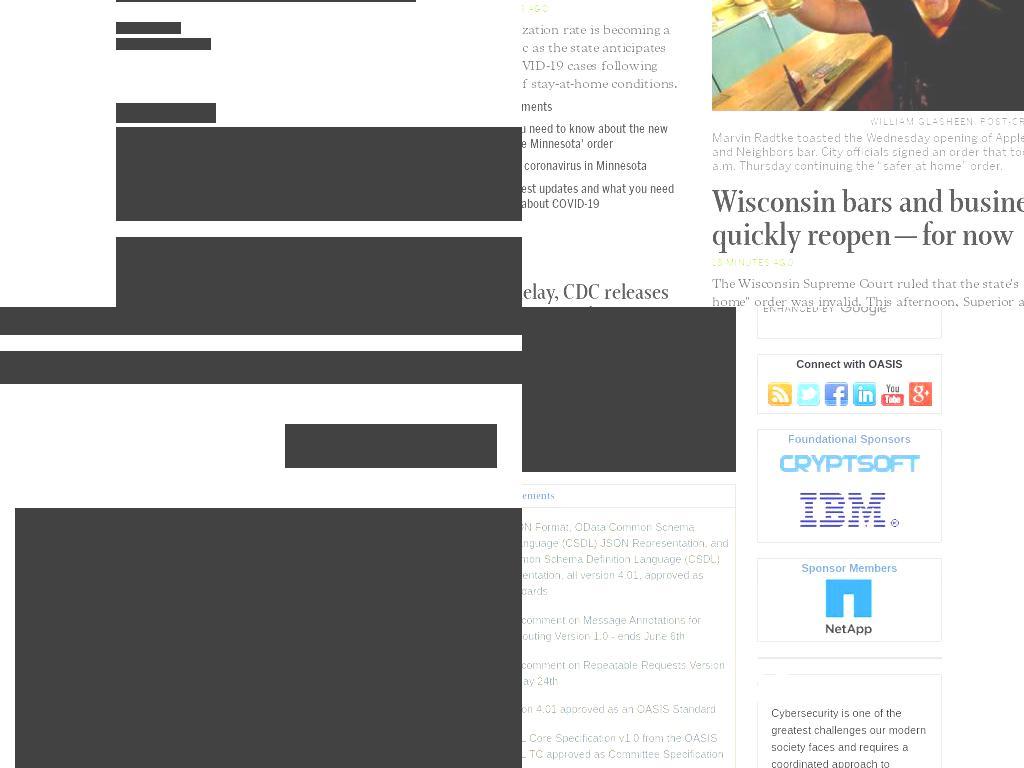 AGO
zation rate is becoming a
c as the state anticipates
VID-19 cases following
f stay-at-home conditions.
ments
u need to know about the new
e Minnesota' order
coronavirus in Minnesota
est updates and what you need
about COVID-19
elay, CDC releases
WILLIAM GLASHEEN, POST-CR
Marvin Radtke toasted the Wednesday opening of Apple
and Neighbors bar. City officials signed an order that too
a.m. Thursday continuing the "safer at home" order.
Wisconsin bars and busine
quickly reopen — for now
18 MINUTES AGO
The Wisconsin Supreme Court ruled that the state's
home" order was invalid. This afternoon, Superior a
ENHANCED BY Google
Connect with OASIS
You
Tube
g+
Foundational Sponsors
CRYPTSOFT
IBM®
Sponsor Members
NetApp
Cybersecurity is one of the
greatest challenges our modern
society faces and requires a
coordinated approach to
ements
ON Format, OData Common Schema
nguage (CSDL) JSON Representation, and
mon Schema Definition Language (CSDL)
entation, all version 4.01, approved as
dards
comment on Message Annotations for
outing Version 1.0 - ends June 6th
comment on Repeatable Requests Version
ay 24th
on 4.01 approved as an OASIS Standard
L Core Specification v1.0 from the OASIS
L TC approved as Committee Specification